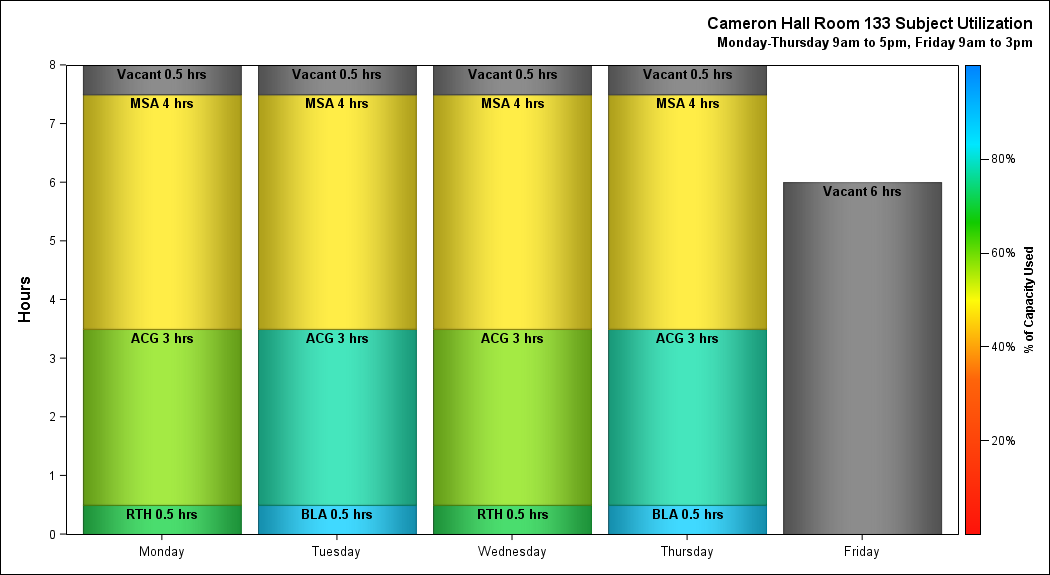 Cameron Hall Room 133 Subject Utilization
Monday-Thursday 9am to 5pm, Friday 9am to 3pm
Hours
8
7
6
5
4
3
2
1
0
Vacant 0.5 hrs
MSA 4 hrs
ACG 3 hrs
RTH 0.5 hrs
Vacant 0.5 hrs
MSA 4 hrs
ACG 3 hrs
BLA 0.5 hrs
Vacant 0.5 hrs
MSA 4 hrs
ACG 3 hrs
RTH 0.5 hrs
Vacant 0.5 hrs
MSA 4 hrs
ACG 3 hrs
BLA 0.5 hrs
Vacant 6 hrs
Monday
Tuesday
Wednesday
Thursday
Friday
80%
60%
40%
20%
% of Capacity Used